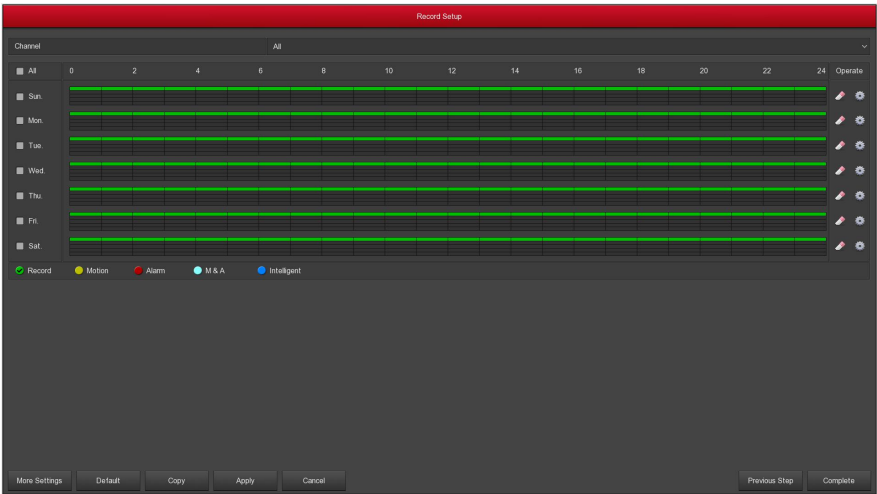 Record Setup
Channel All
All 0 2 4 6 8 10 12 14 16 18 20 22 24 Operate
Sun.
Mon.
Tue.
Wed.
Thu.
Fri.
Sat.
Record Motion Alarm M & A Intelligent
More Settings Default Copy Apply Cancel Previous Step Complete